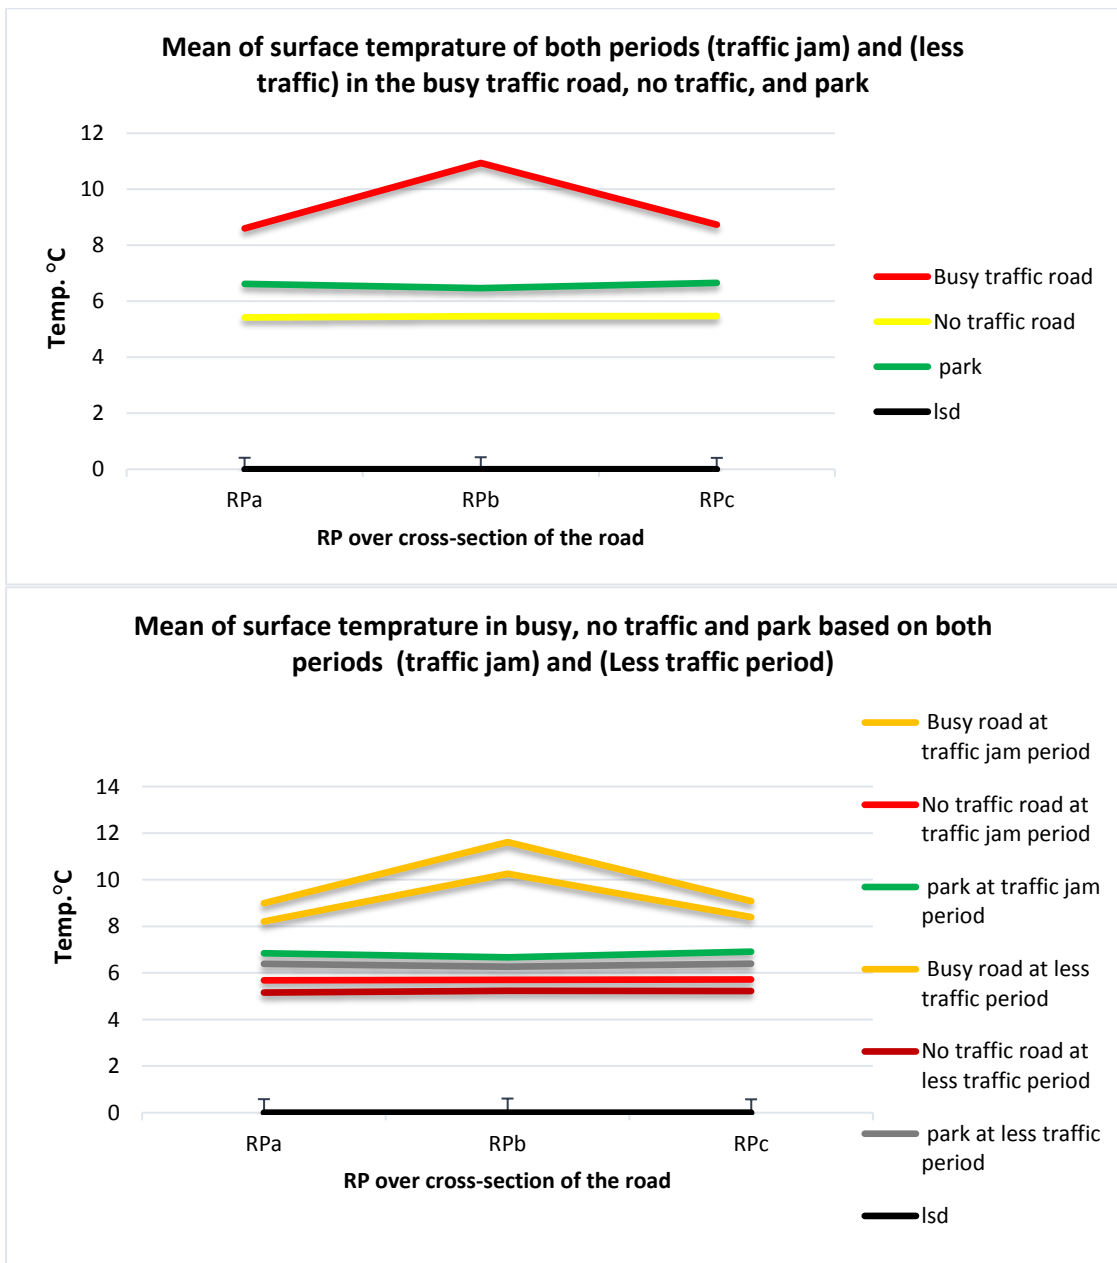 Mean of surface temprature of both periods (traffic jam) and (less
traffic) in the busy traffic road, no traffic, and park
12
10
8
6
4
2
0
Temp. °C
RPa
RPb
RPc
RP over cross-section of the road
Busy traffic road
No traffic road
park
lsd
Mean of surface temprature in busy, no traffic and park based on both
periods (traffic jam) and (Less traffic period)
14
12
10
8
6
4
2
0
Temp.°C
RPa
RPb
RPc
RP over cross-section of the road
Busy road at
traffic jam period
No traffic road at
traffic jam period
park at traffic jam
period
Busy road at less
traffic period
No traffic road at
less traffic period
park at less traffic
period
lsd